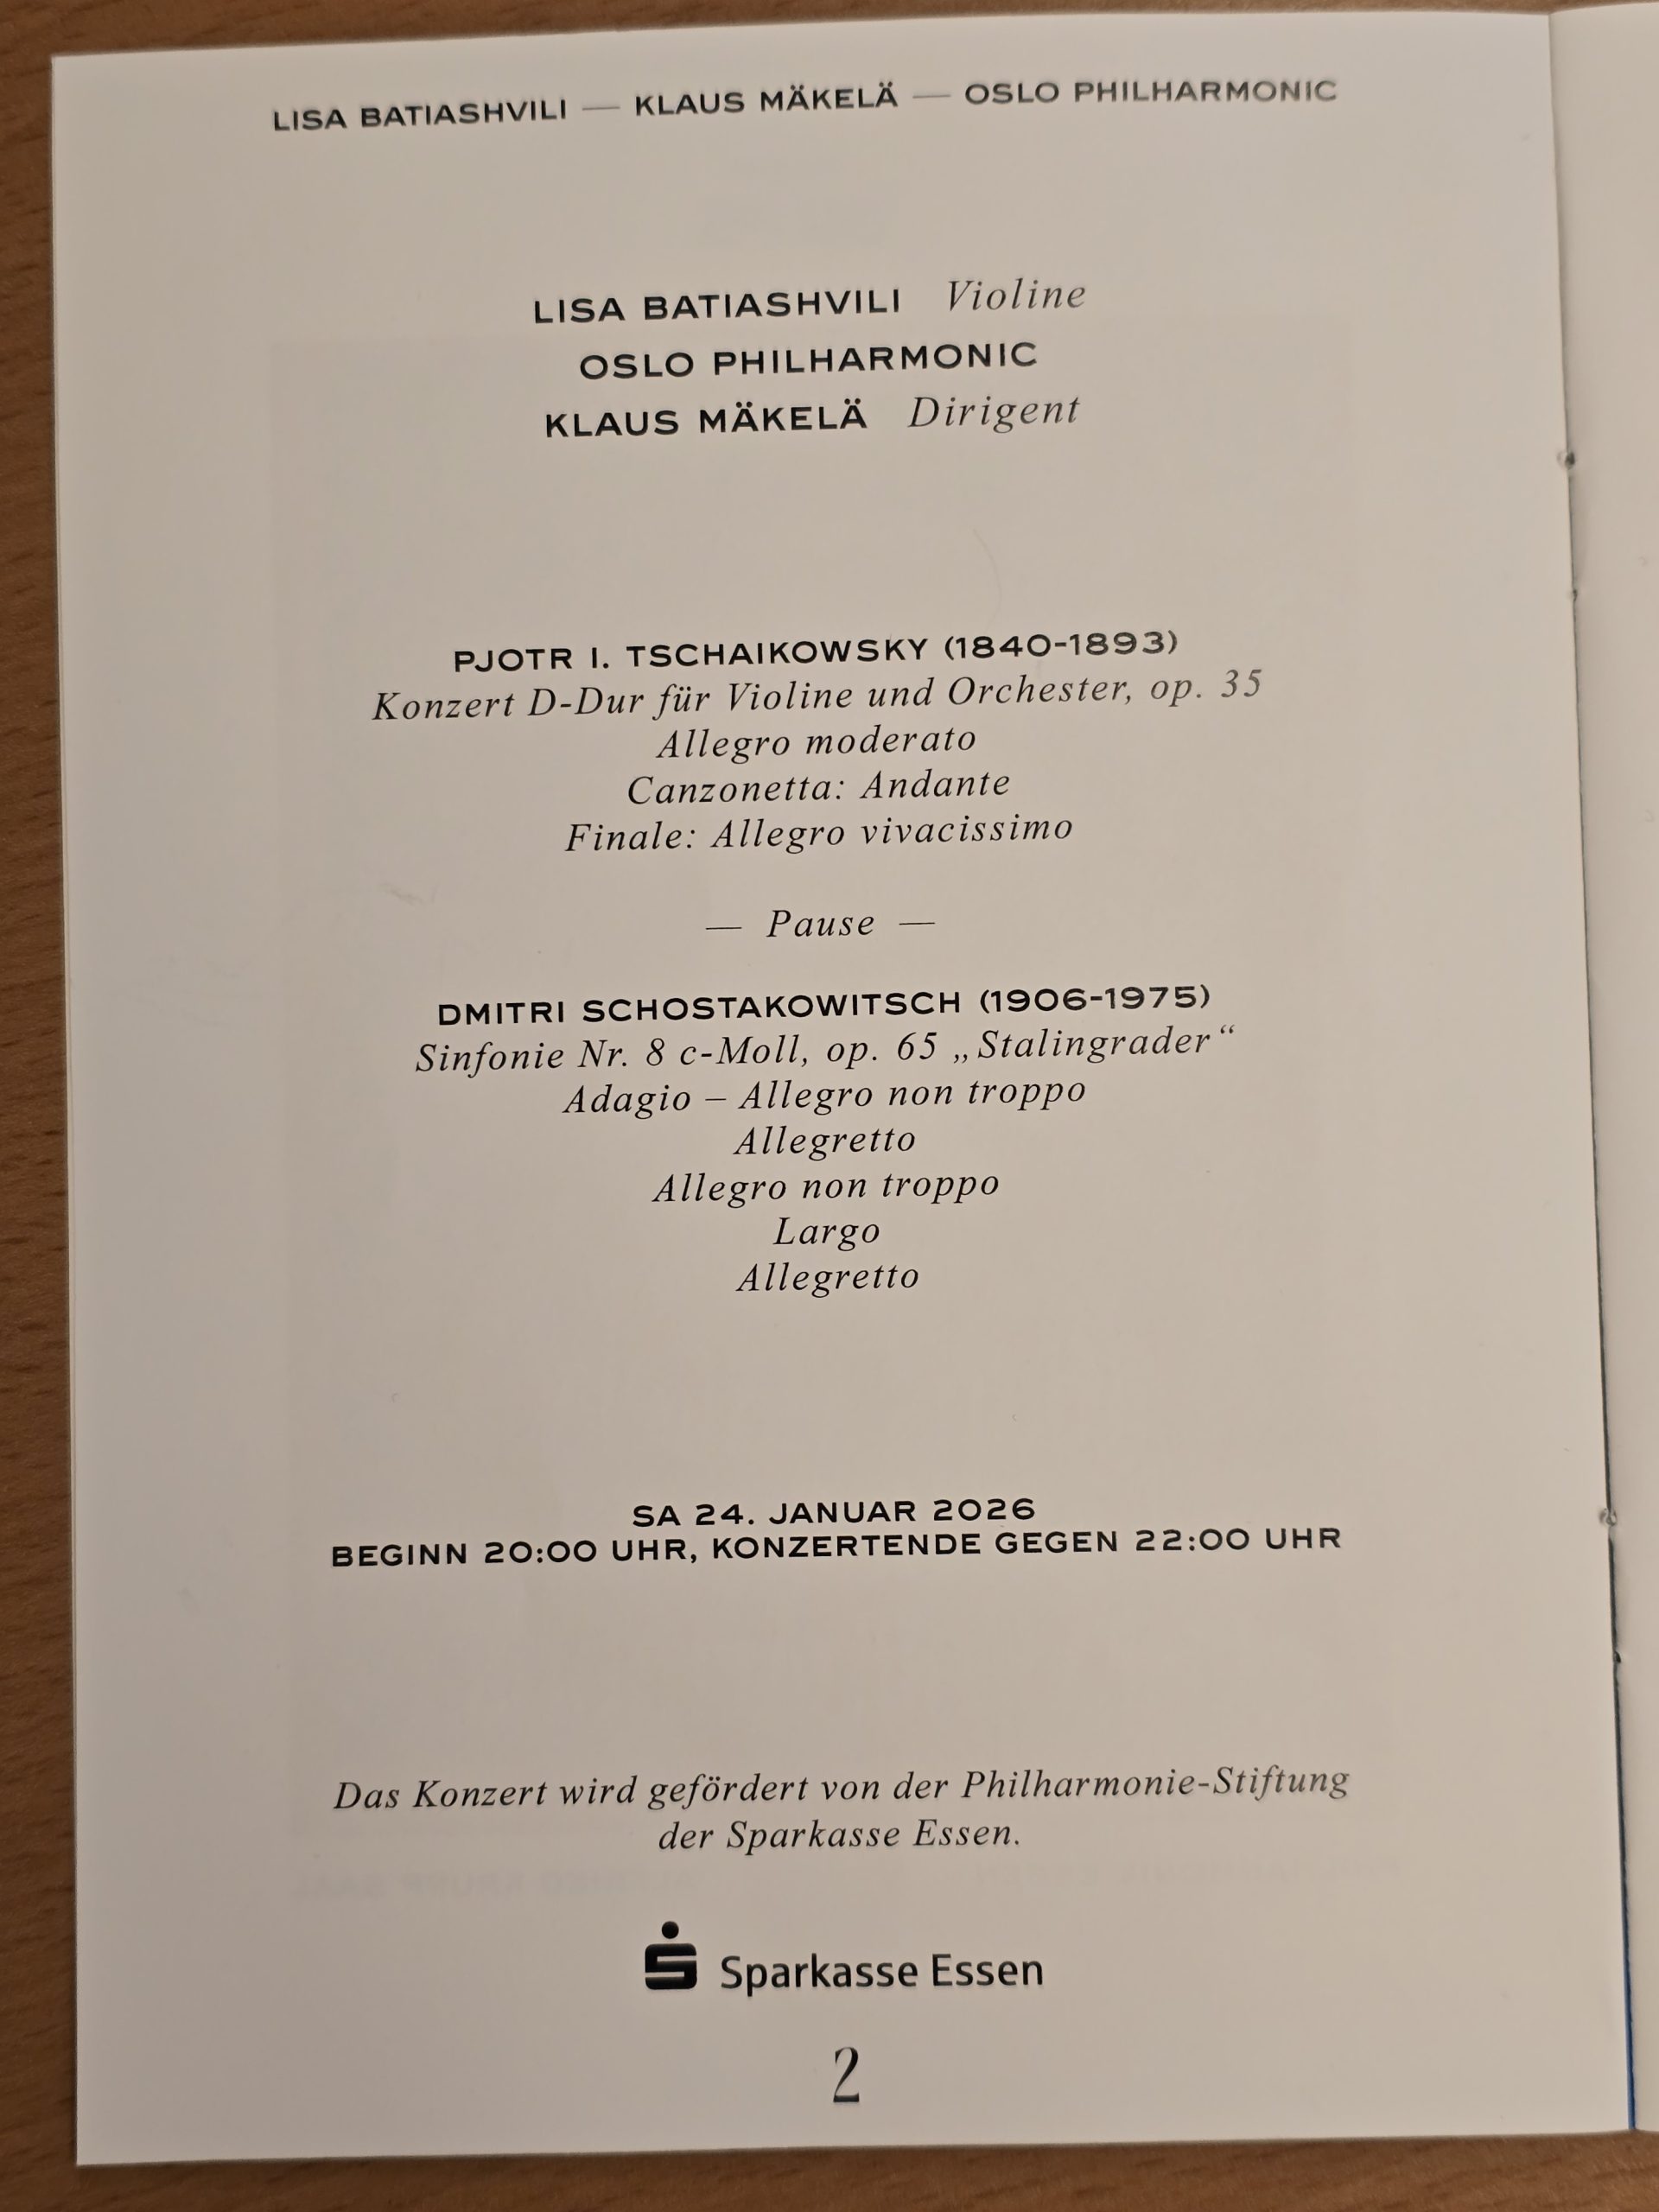 LISA BATIASHVILI — KLAUS MÄKELÄ — OSLO PHILHARMONIC
LISA BATIASHVILI Violine
OSLO PHILHARMONIC
KLAUS MÄKELÄ Dirigent
PJOTR I. TSCHAIKOWSKY (1840-1893)
Konzert D-Dur für Violine und Orchester, op. 35
Allegro moderato
Canzonetta: Andante
Finale: Allegro vivacissimo
— Pause —
DMITRI SCHOSTAKOWITSCH (1906-1975)
Sinfonie Nr. 8 c-Moll, op. 65 „Stalingrader“
Adagio – Allegro non troppo
Allegretto
Allegro non troppo
Largo
Allegretto
SA 24. JANUAR 2026
BEGINN 20:00 UHR, KONZERTENDE GEGEN 22:00 UHR
Das Konzert wird gefördert von der Philharmonie-Stiftung
der Sparkasse Essen.
Sparkasse Essen
2